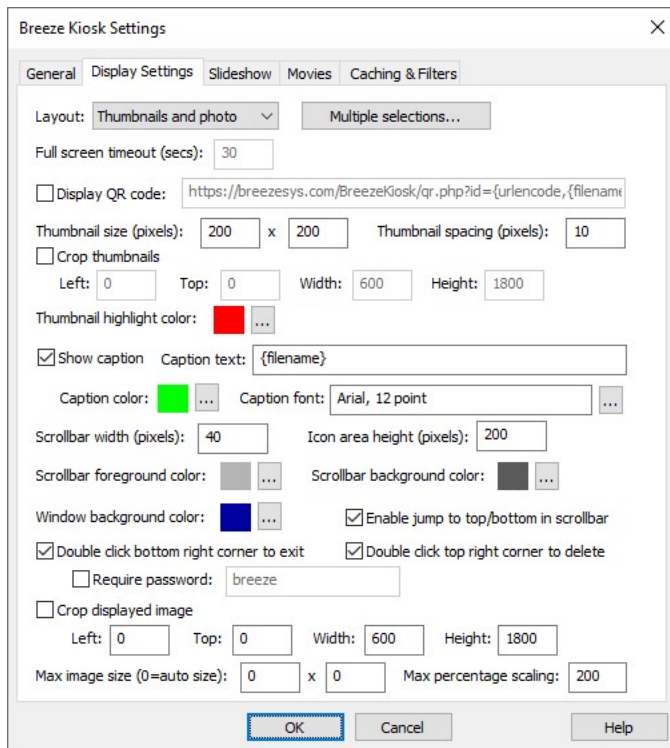 Breeze Kiosk Settings
General Display Settings Slideshow Movies Caching & Filters
Layout: Thumbnails and photo Multiple selections...
Full screen timeout (secs): 30
Display QR code: https://breezesys.com/BreezeKiosk/qr.php?id={urlencode,{filename
Thumbnail size (pixels): 200 x 200 Thumbnail spacing (pixels): 10
Crop thumbnails
Left: 0 Top: 0 Width: 600 Height: 1800
Thumbnail highlight color: ...
Show caption Caption text: {filename}
Caption color: ... Caption font: Arial, 12 point ...
Scrollbar width (pixels): 40 Icon area height (pixels): 200
Scrollbar foreground color: ... Scrollbar background color: ...
Window background color: ... Enable jump to top/bottom in scrollbar
Double click bottom right corner to exit Double click top right corner to delete
Require password: breeze
Crop displayed image
Left: 0 Top: 0 Width: 600 Height: 1800
Max image size (0=auto size): 0 x 0 Max percentage scaling: 200
OK Cancel Help